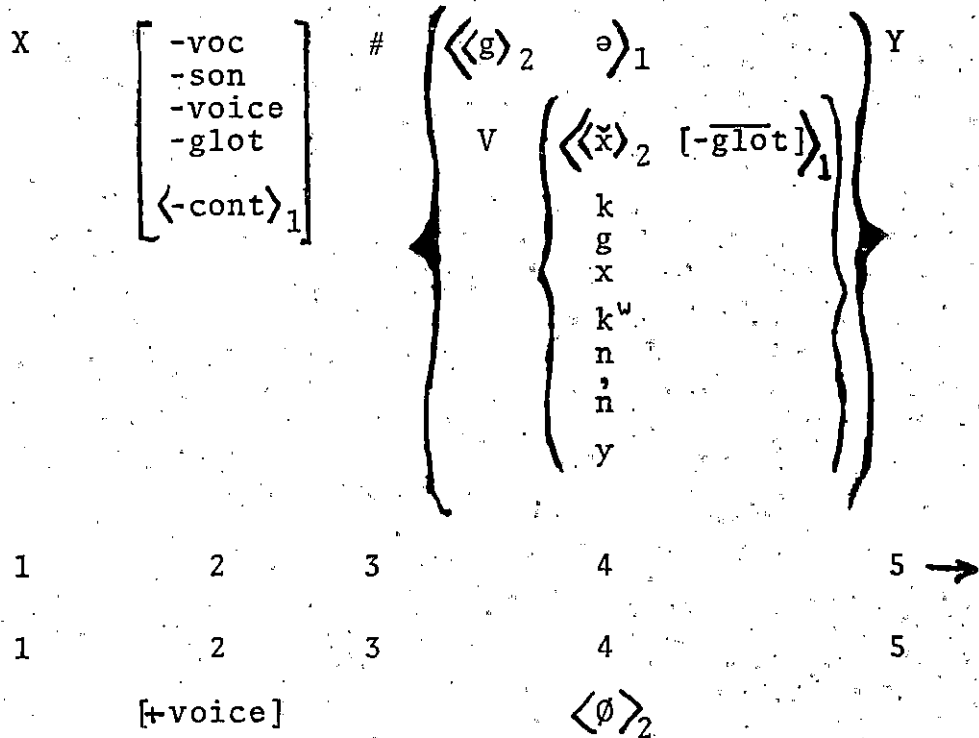 X [ -voc # { ⟨⟨g⟩₂ ə⟩₁ } Y
-son
-voice
-glot V { ⟨⟨x̌⟩₂ [-g̅l̅o̅t̅]⟩₁ }
⟨-cont⟩₁ ]
k
g
x
kʷ
n
n̓
y
1 2 3 4 5 →
1 2 3 4 5
[+voice] ⟨∅⟩₂